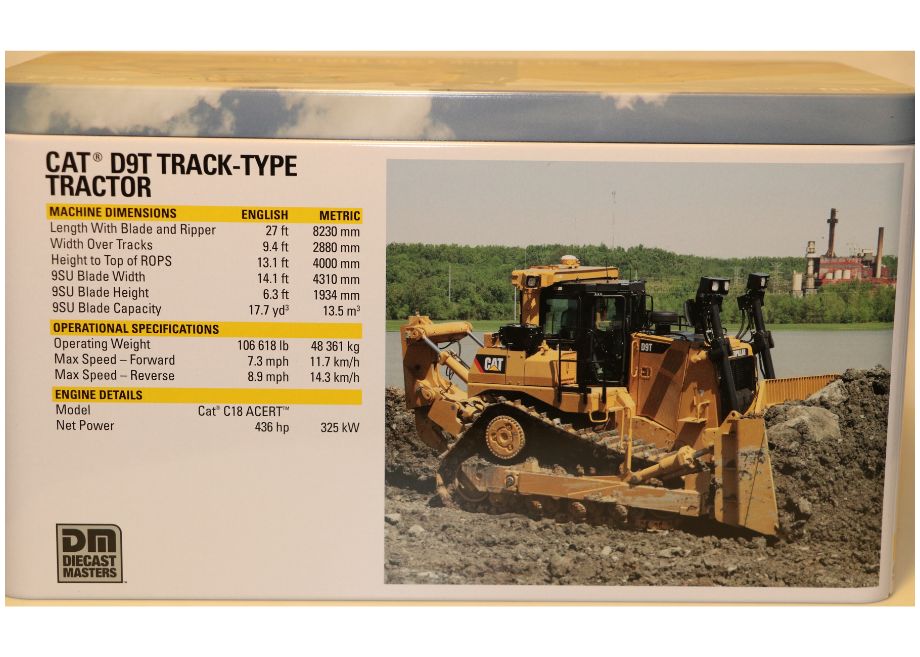 CAT® D9T TRACK-TYPE
TRACTOR
MACHINE DIMENSIONS ENGLISH METRIC
Length With Blade and Ripper 27 ft 8230 mm
Width Over Tracks 9.4 ft 2880 mm
Height to Top of ROPS 13.1 ft 4000 mm
9SU Blade Width 14.1 ft 4310 mm
9SU Blade Height 6.3 ft 1934 mm
9SU Blade Capacity 17.7 yd³ 13.5 m³
OPERATIONAL SPECIFICATIONS
Operating Weight 106 618 lb 48 361 kg
Max Speed – Forward 7.3 mph 11.7 km/h
Max Speed – Reverse 8.9 mph 14.3 km/h
ENGINE DETAILS
Model Cat® C18 ACERT™
Net Power 436 hp 325 kW
D9T
CAT
DM
DIECAST
MASTERS